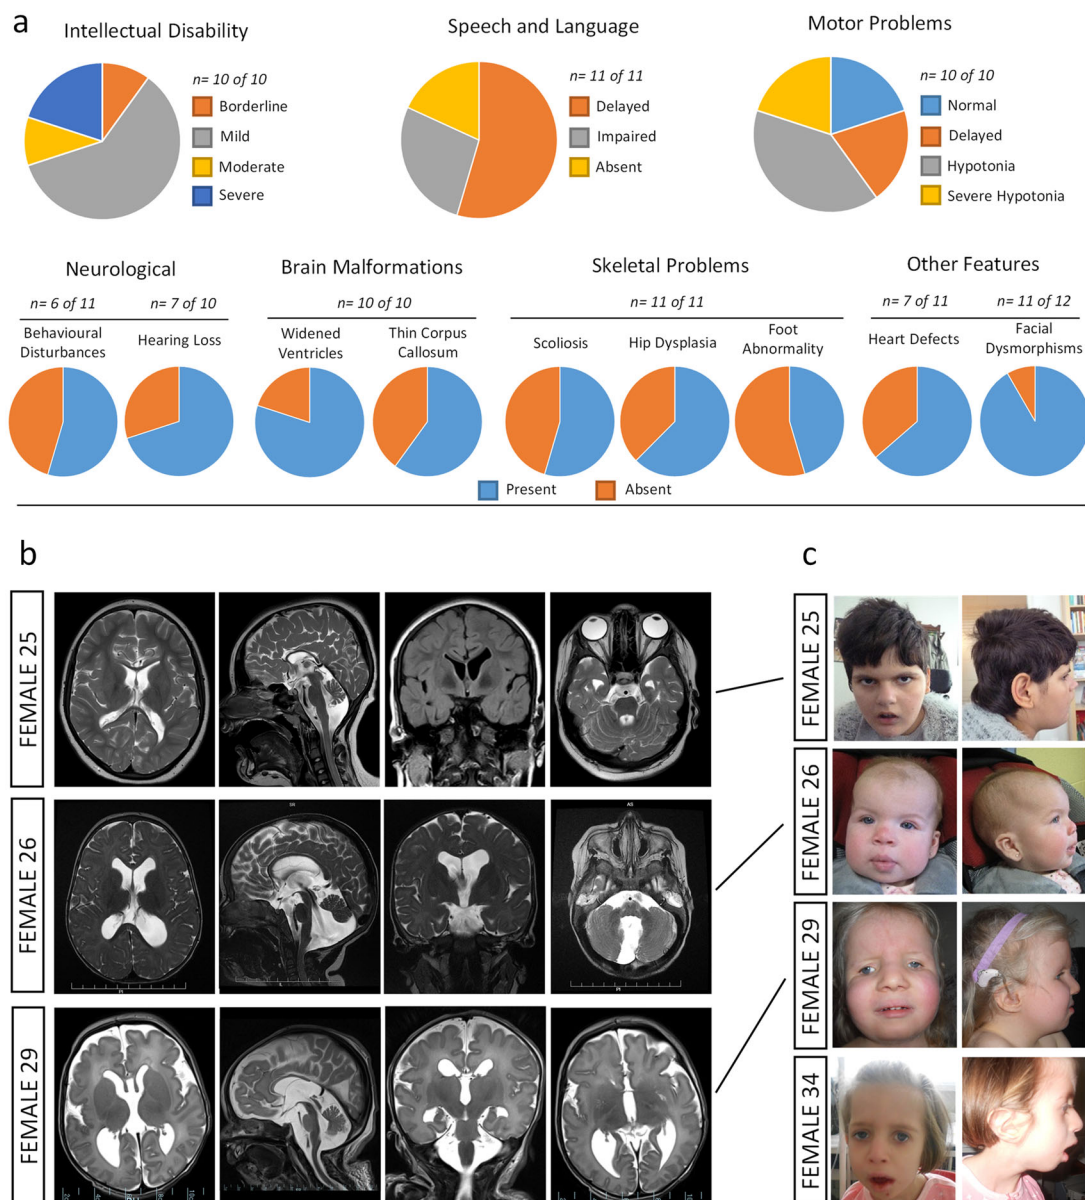 a
Intellectual Disability
n= 10 of 10
Borderline
Mild
Moderate
Severe
Speech and Language
n= 11 of 11
Delayed
Impaired
Absent
Motor Problems
n= 10 of 10
Normal
Delayed
Hypotonia
Severe Hypotonia
Neurological
n= 6 of 11
n= 7 of 10
Behavioural
Disturbances
Hearing Loss
Brain Malformations
n= 10 of 10
Widened
Ventricles
Thin Corpus
Callosum
Skeletal Problems
n= 11 of 11
Scoliosis
Hip Dysplasia
Foot
Abnormality
Other Features
n= 7 of 11
n= 11 of 12
Heart Defects
Facial
Dysmorphisms
Present
Absent
b
FEMALE 25
FEMALE 26
FEMALE 29
c
FEMALE 25
FEMALE 26
FEMALE 29
FEMALE 34